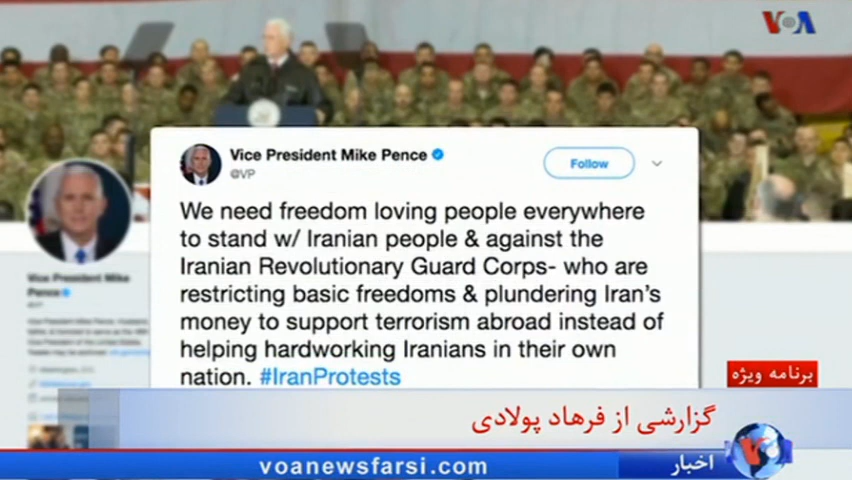 VOA
Vice President Mike Pence
@VP
Follow
We need freedom loving people everywhere
to stand w/ Iranian people & against the
Iranian Revolutionary Guard Corps- who are
restricting basic freedoms & plundering Iran's
money to support terrorism abroad instead of
helping hardworking Iranians in their own
nation. #IranProtests
Vice President Mike
Pence
برنامه ویژه
گزارشی از فرهاد پولادی
voanewsfarsi.com
اخبار